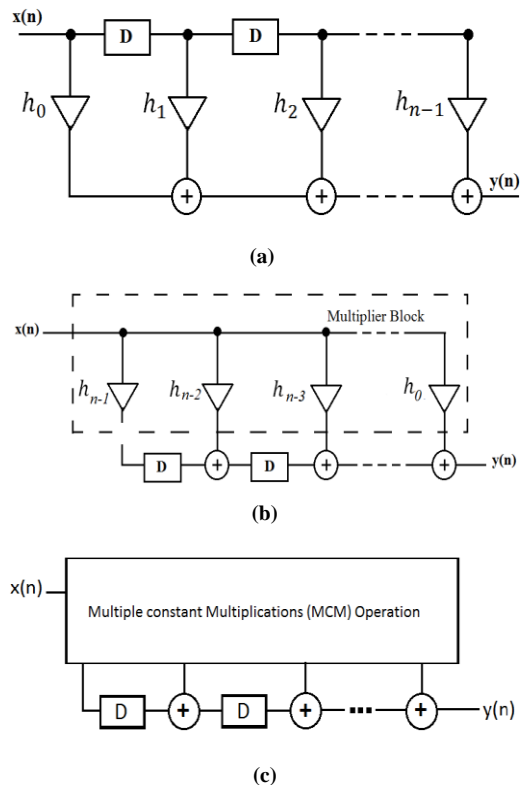 x(n) D D
h₀ h₁ h₂ hₙ₋₁
+ + + y(n)
(a)
Multiplier Block
x(n)
hₙ₋₁ hₙ₋₂ hₙ₋₃ h₀
D + D + + y(n)
(b)
x(n)
Multiple constant Multiplications (MCM) Operation
D + D + ... + y(n)
(c)